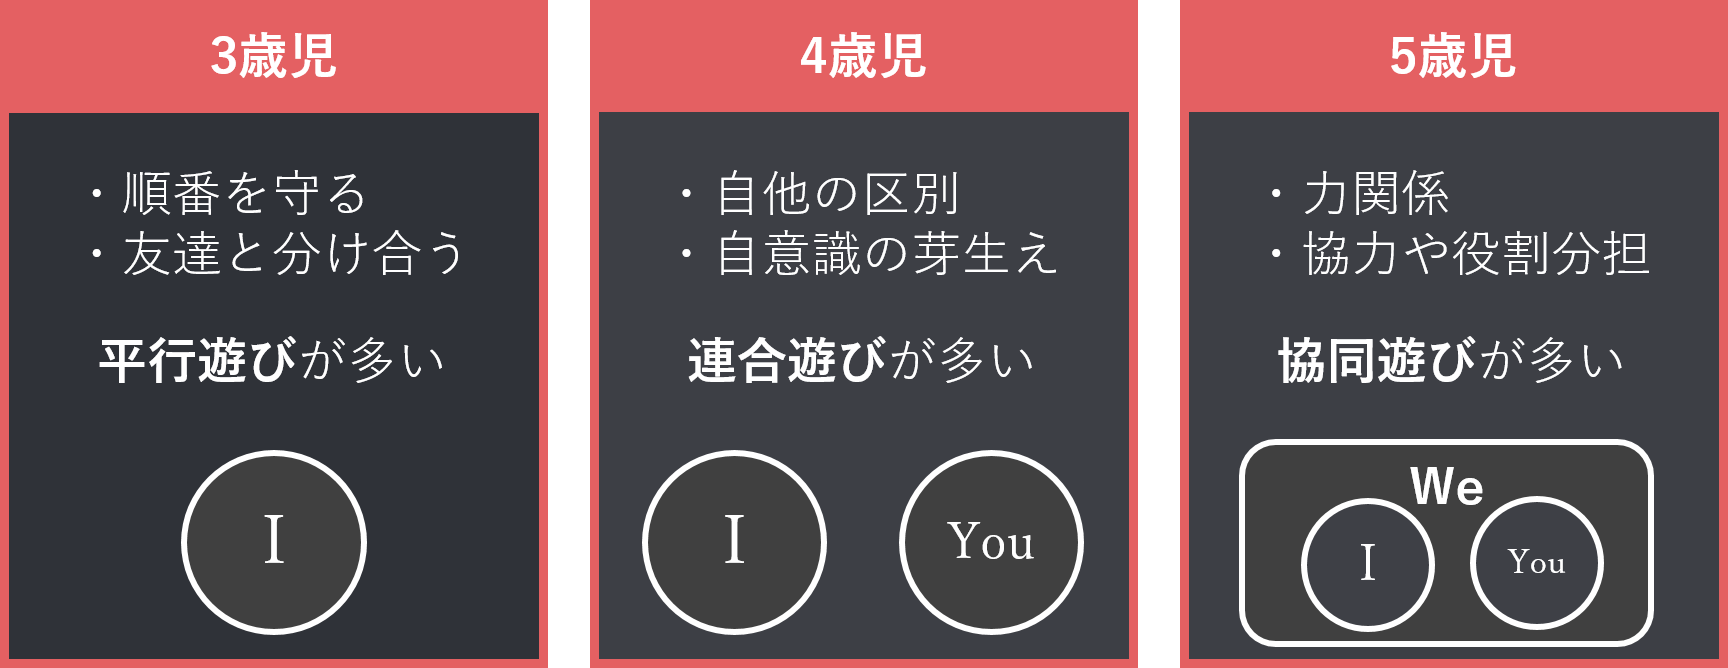 3歳児
・順番を守る
・友達と分け合う
平行遊びが多い
I
4歳児
・自他の区別
・自意識の芽生え
連合遊びが多い
I
You
5歳児
・力関係
・協力や役割分担
協同遊びが多い
We
I
You